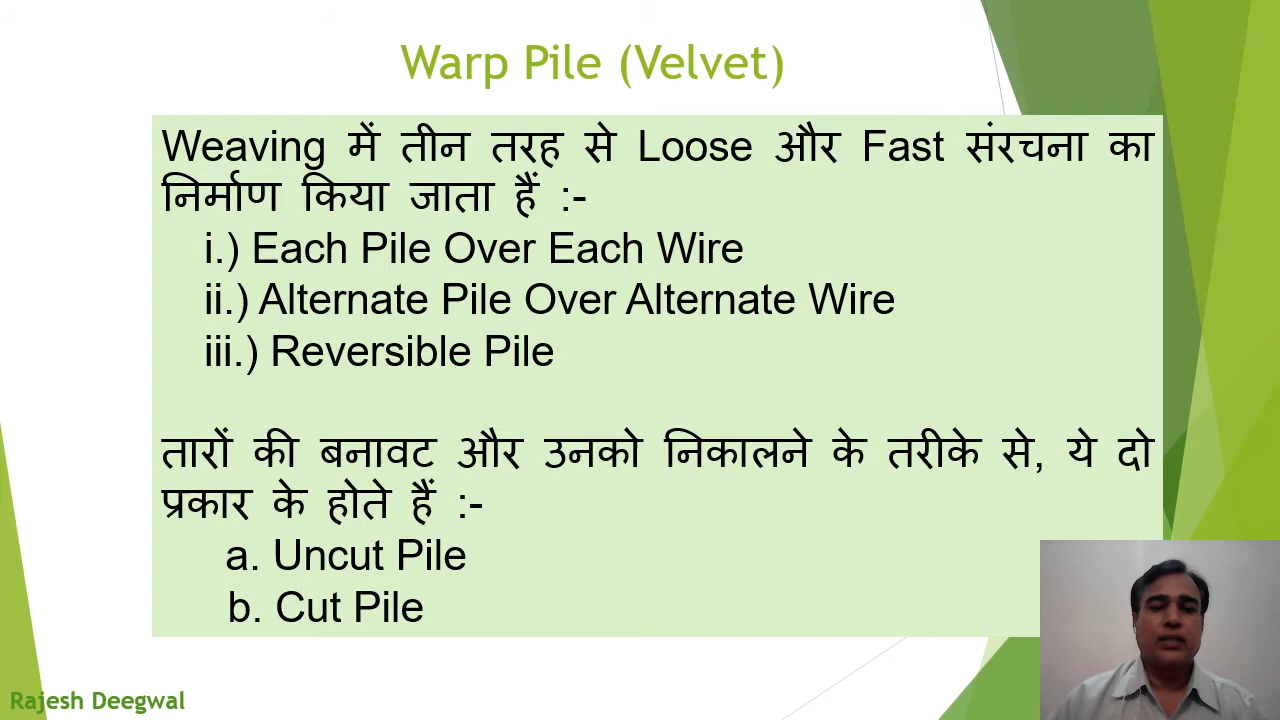 Warp Pile (Velvet)
Weaving में तीन तरह से Loose और Fast संरचना का
निर्माण किया जाता हैं :-
i.) Each Pile Over Each Wire
ii.) Alternate Pile Over Alternate Wire
iii.) Reversible Pile
तारों की बनावट और उनको निकालने के तरीके से, ये दो
प्रकार के होते हैं :-
a. Uncut Pile
b. Cut Pile
Rajesh Deegwal